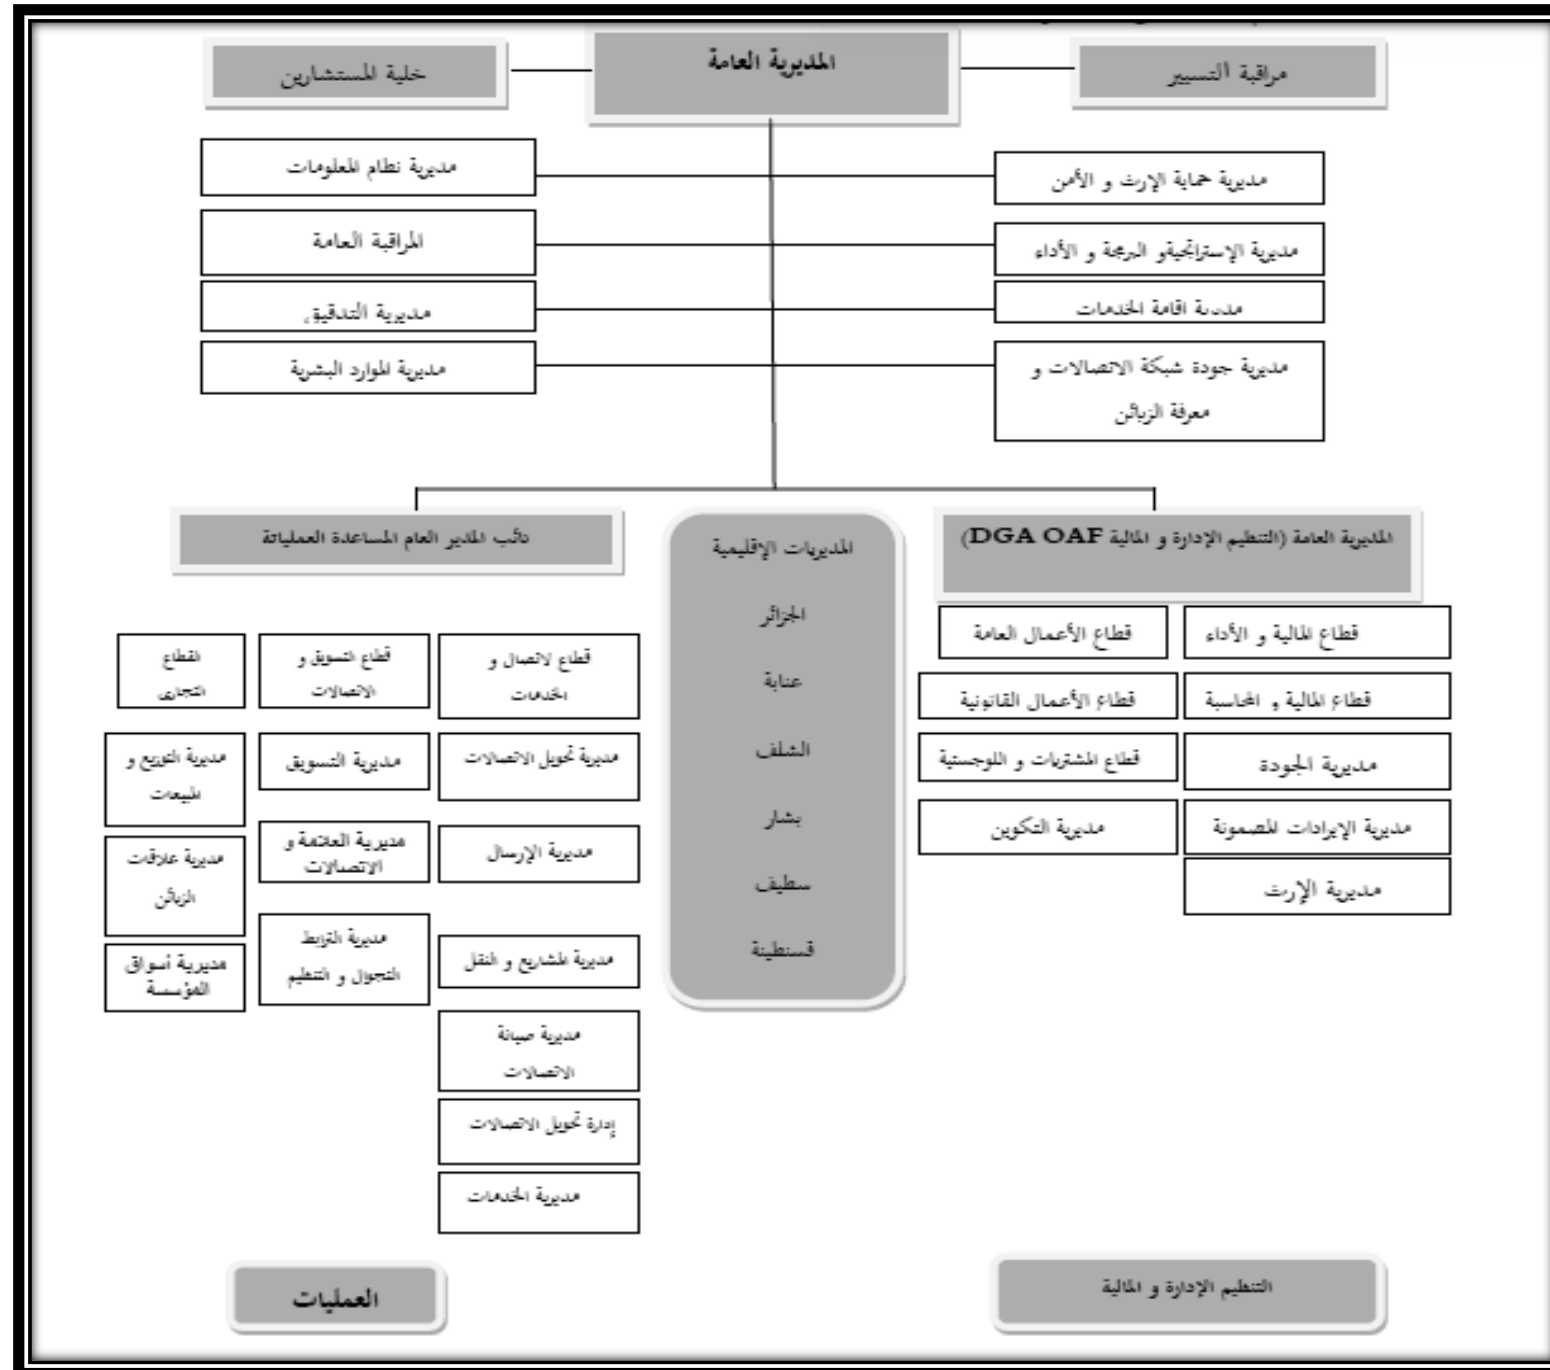 المديرية العامة
مراقبة التسيير
خلية المستشارين
مديرية حماية الإرث و الأمن
مديرية نظام المعلومات
مديرية الإستراتجيةو البرمجة و الأداء
المراقبة العامة
مديرية اقامة الخدمات
مديرية التدقيق
مديرية جودة شبكة الاتصالات و
معرفة الزبائن
مديرية الموارد البشرية
المديرية العامة (التنظيم الإدارة و المالية DGA OAF)
قطاع المالية و الأداء
قطاع الأعمال العامة
قطاع المالية و المحاسبة
قطاع الأعمال القانونية
مديرية الجودة
قطاع المشتريات و اللوجستية
مديرية الإيرادات المضمونة
مديرية التكوين
مديرية الإرث
المديريات الإقليمية
الجزائر
عنابة
الشلف
بشار
سطيف
قسنطينة
نائب المدير العام المساعدة العملياتة
قطاع لاتصال و
الخدمات
مديرية تحويل الاتصالات
مديرية الإرسال
مديرية المشاريع و النقل
مديرية صيانة
الاتصالات
إدارة تحويل الاتصالات
مديرية الخدمات
قطاع التسويق و
الاتصالات
مديرية التسويق
مديرية العلامة و
الاتصالات
مديرية الترابط
التجوال و التنظيم
القطاع
التجاري
مديرية التوزيع و
المبيعات
مديرية علاقات
الزبائن
مديرية أسواق
المؤسسة
التنظيم الإدارة و المالية
العمليات